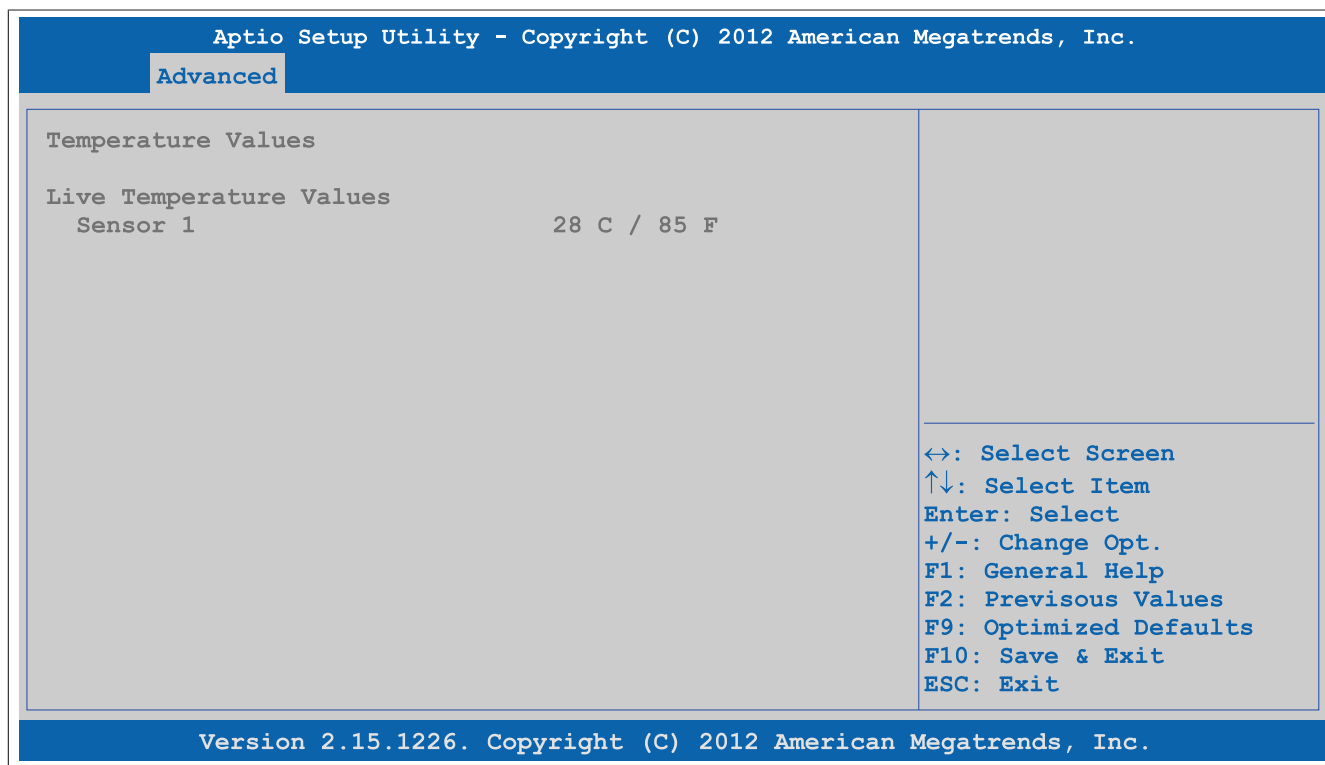 Aptio Setup Utility - Copyright (C) 2012 American Megatrends, Inc.
Advanced
Temperature Values
Live Temperature Values
Sensor 1 28 C / 85 F
↔: Select Screen
↑↓: Select Item
Enter: Select
+/-: Change Opt.
F1: General Help
F2: Previsous Values
F9: Optimized Defaults
F10: Save & Exit
ESC: Exit
Version 2.15.1226. Copyright (C) 2012 American Megatrends, Inc.